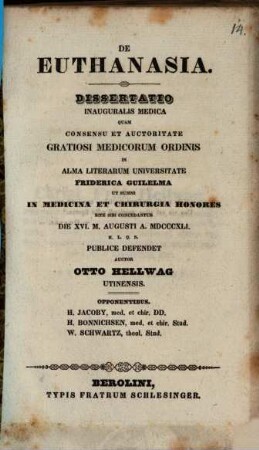 14.
DE
EUTHANASIA.
DISSERTATIO
INAUGURALIS MEDICA
QUAM
CONSENSU ET AUCTORITATE
GRATIOSI MEDICORUM ORDINIS
IN
ALMA LITERARUM UNIVERSITATE
FRIDERICA GUILELMA
UT SUMMI
IN MEDICINA ET CHIRURGIA HONORES
RITE SIBI CONCEDANTUR
DIE XVI. M. AUGUSTI A. MDCCCXLI.
H. L. Q. S.
PUBLICE DEFENDET
AUCTOR
OTTO HELLWAG
UTINENSIS.
OPPONENTIBUS.
H. JACOBY, med. et chir. DD.
H. BONNICHSEN, med. et chir. Stud.
W. SCHWARTZ, theol. Stud.
BEROLINI,
TYPIS FRATRUM SCHLESINGER.